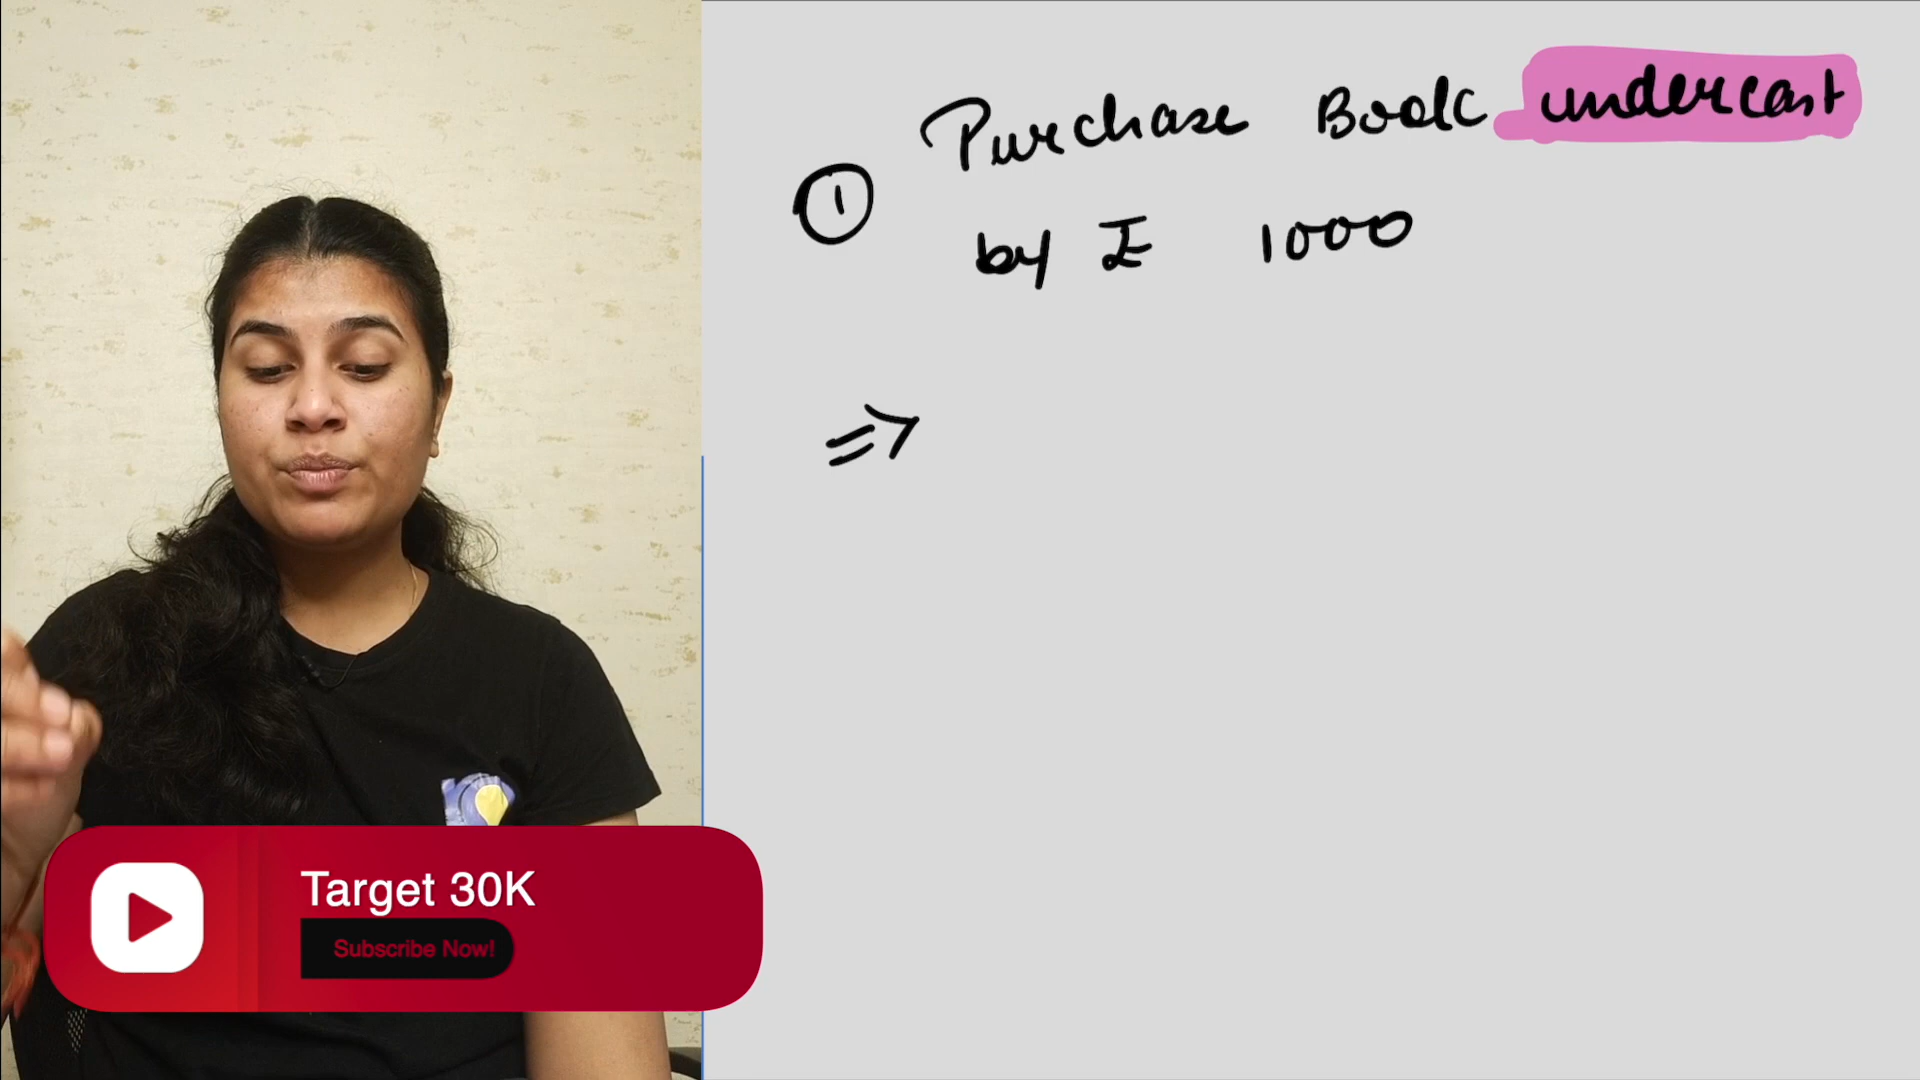 Purchase Book undercast
①
by ₹ 1000
⇒
Target 30K
Subscribe Now!